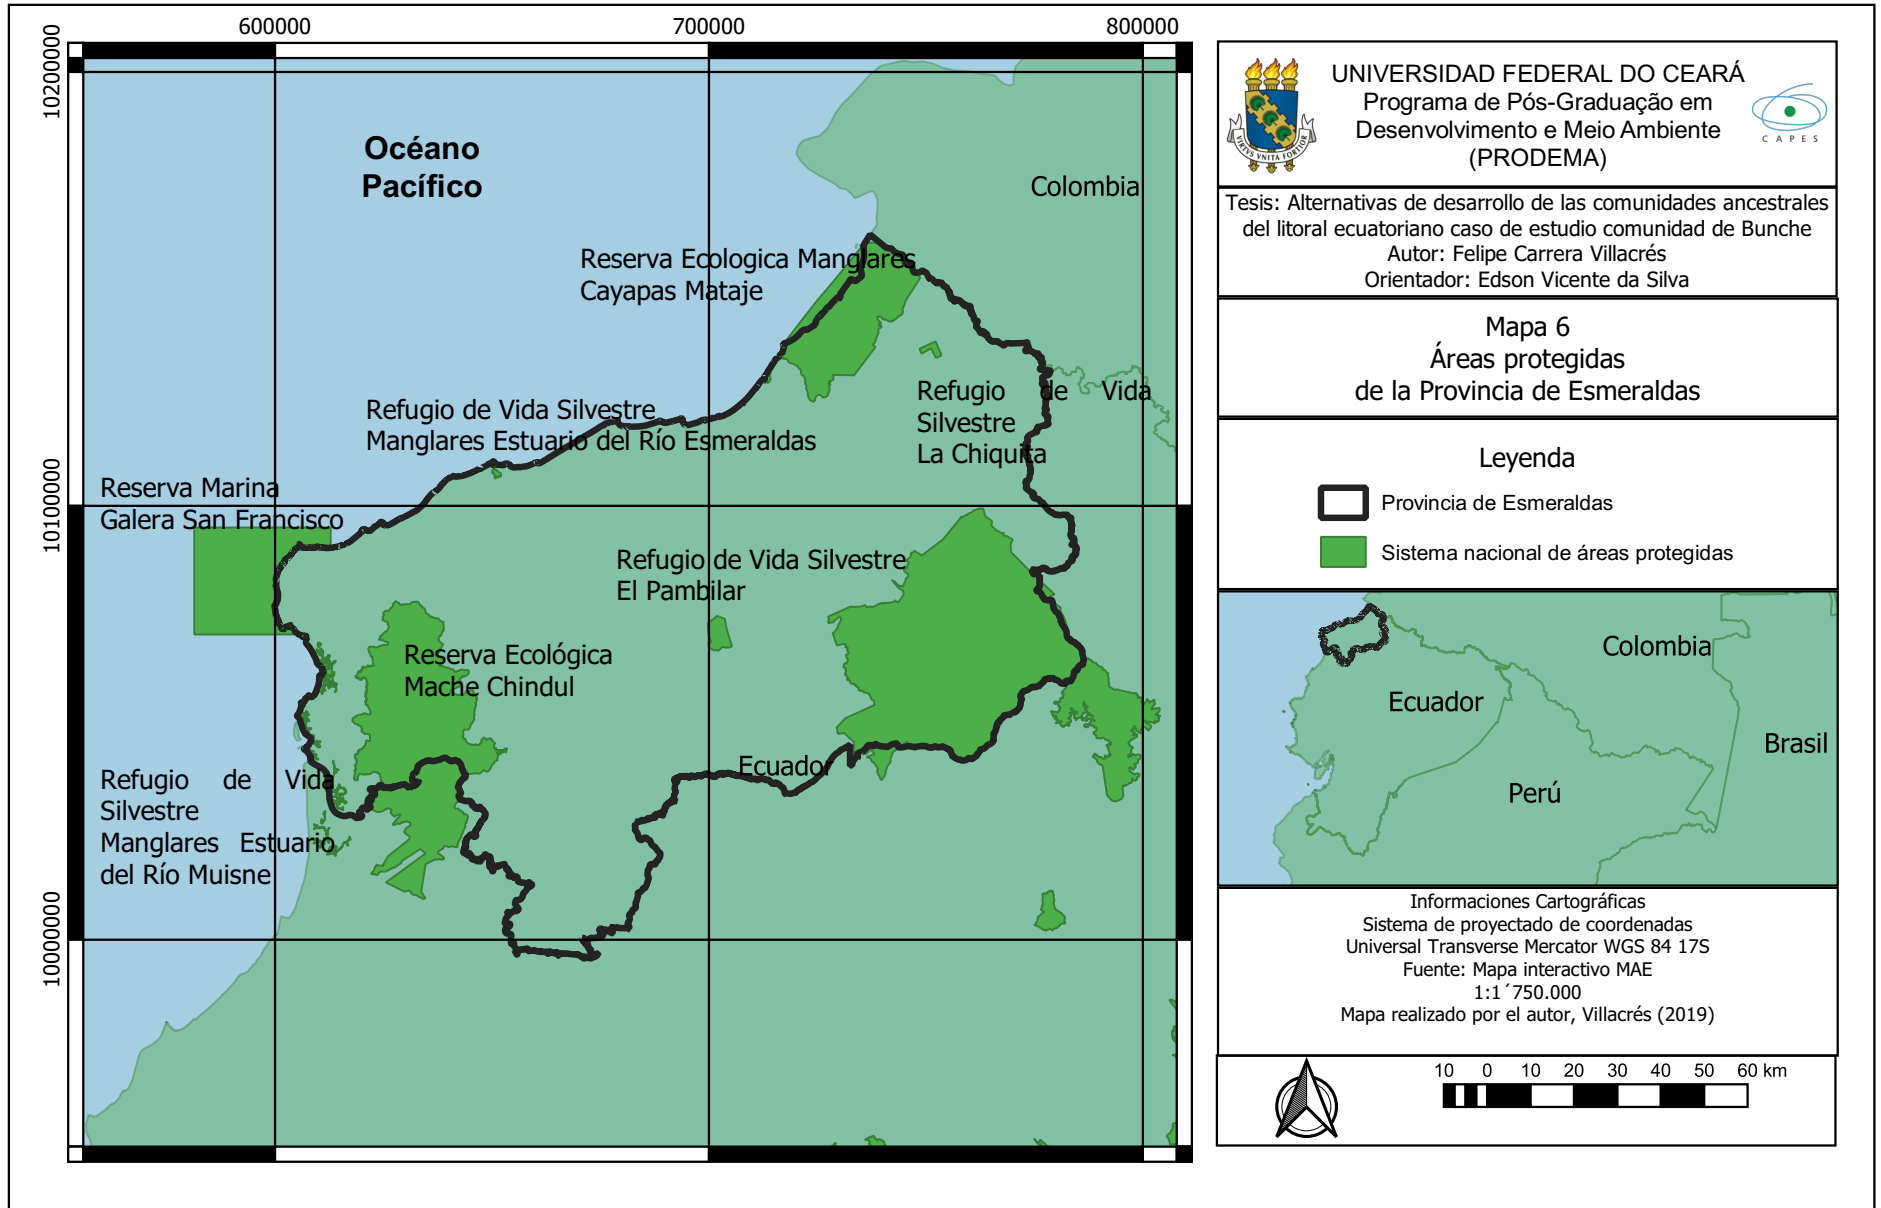 600000
700000
800000
10200000
10100000
10000000
Océano
Pacífico
Colombia
Reserva Ecologica Manglares
Cayapas Mataje
Refugio de Vida
Silvestre
La Chiquita
Refugio de Vida Silvestre
Manglares Estuario del Río Esmeraldas
Reserva Marina
Galera San Francisco
Refugio de Vida Silvestre
El Pambilar
Reserva Ecológica
Mache Chindul
Ecuador
Refugio de Vida
Silvestre
Manglares Estuario
del Río Muisne
VIRTVS VNITA FORTIOR
UNIVERSIDAD FEDERAL DO CEARÁ
Programa de Pós-Graduação em
Desenvolvimento e Meio Ambiente
(PRODEMA)
CAPES
Tesis: Alternativas de desarrollo de las comunidades ancestrales
del litoral ecuatoriano caso de estudio comunidad de Bunche
Autor: Felipe Carrera Villacrés
Orientador: Edson Vicente da Silva
Mapa 6
Áreas protegidas
de la Provincia de Esmeraldas
Leyenda
Provincia de Esmeraldas
Sistema nacional de áreas protegidas
Colombia
Ecuador
Brasil
Perú
Informaciones Cartográficas
Sistema de proyectado de coordenadas
Universal Transverse Mercator WGS 84 17S
Fuente: Mapa interactivo MAE
1:1´750.000
Mapa realizado por el autor, Villacrés (2019)
10 0 10 20 30 40 50 60 km